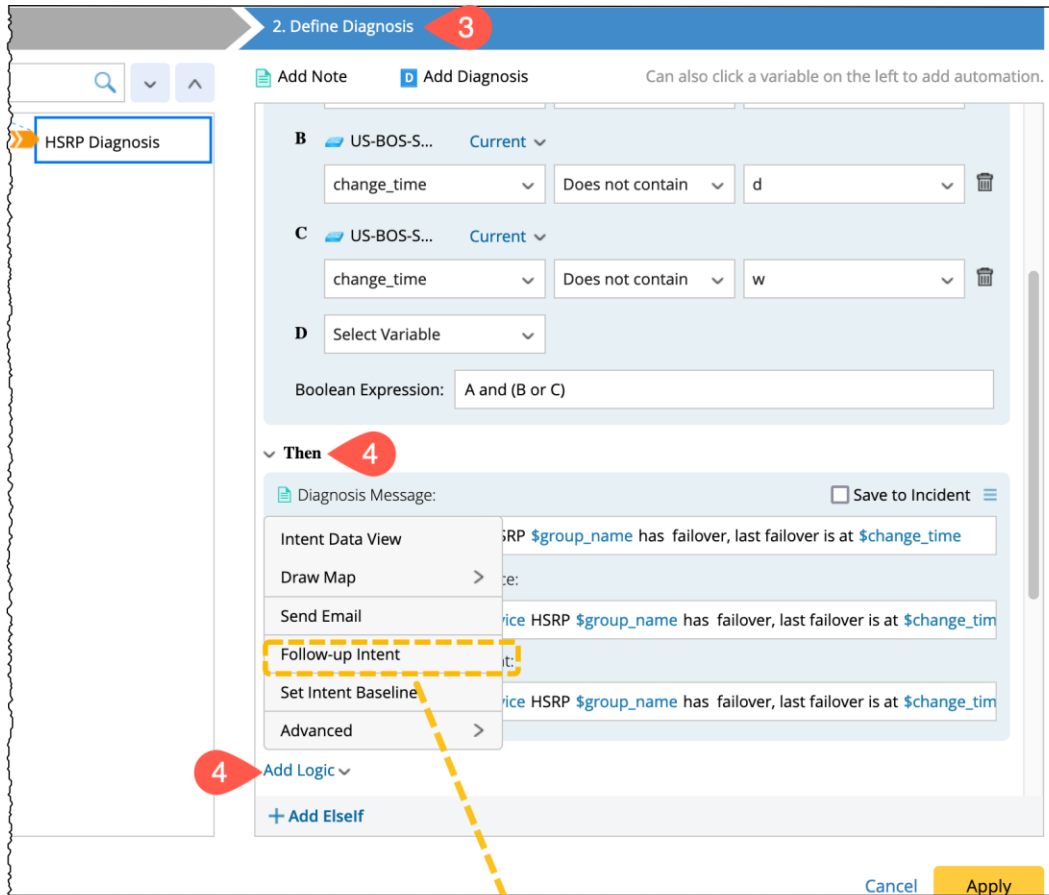 2. Define Diagnosis 3
Add Note D Add Diagnosis Can also click a variable on the left to add automation.
HSRP Diagnosis
B US-BOS-S... Current
change_time Does not contain d
C US-BOS-S... Current
change_time Does not contain w
D Select Variable
Boolean Expression: A and (B or C)
Then 4
Diagnosis Message: Save to Incident
Intent Data View
SRP $group_name has failover, last failover is at $change_time
Draw Map
ce:
Send Email
vice HSRP $group_name has failover, last failover is at $change_tim
Follow-up Intent
t:
Set Intent Baseline
vice HSRP $group_name has failover, last failover is at $change_tim
Advanced
4 Add Logic
+ Add ElseIf
Cancel Apply